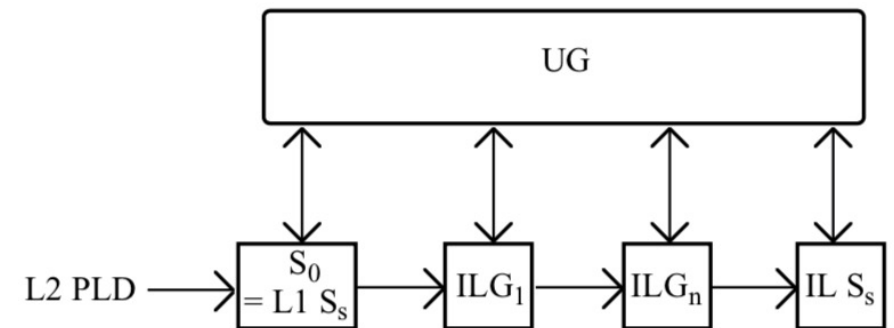 UG
L2 PLD
S₀
= L1 Sₛ
ILG₁
ILGₙ
IL Sₛ